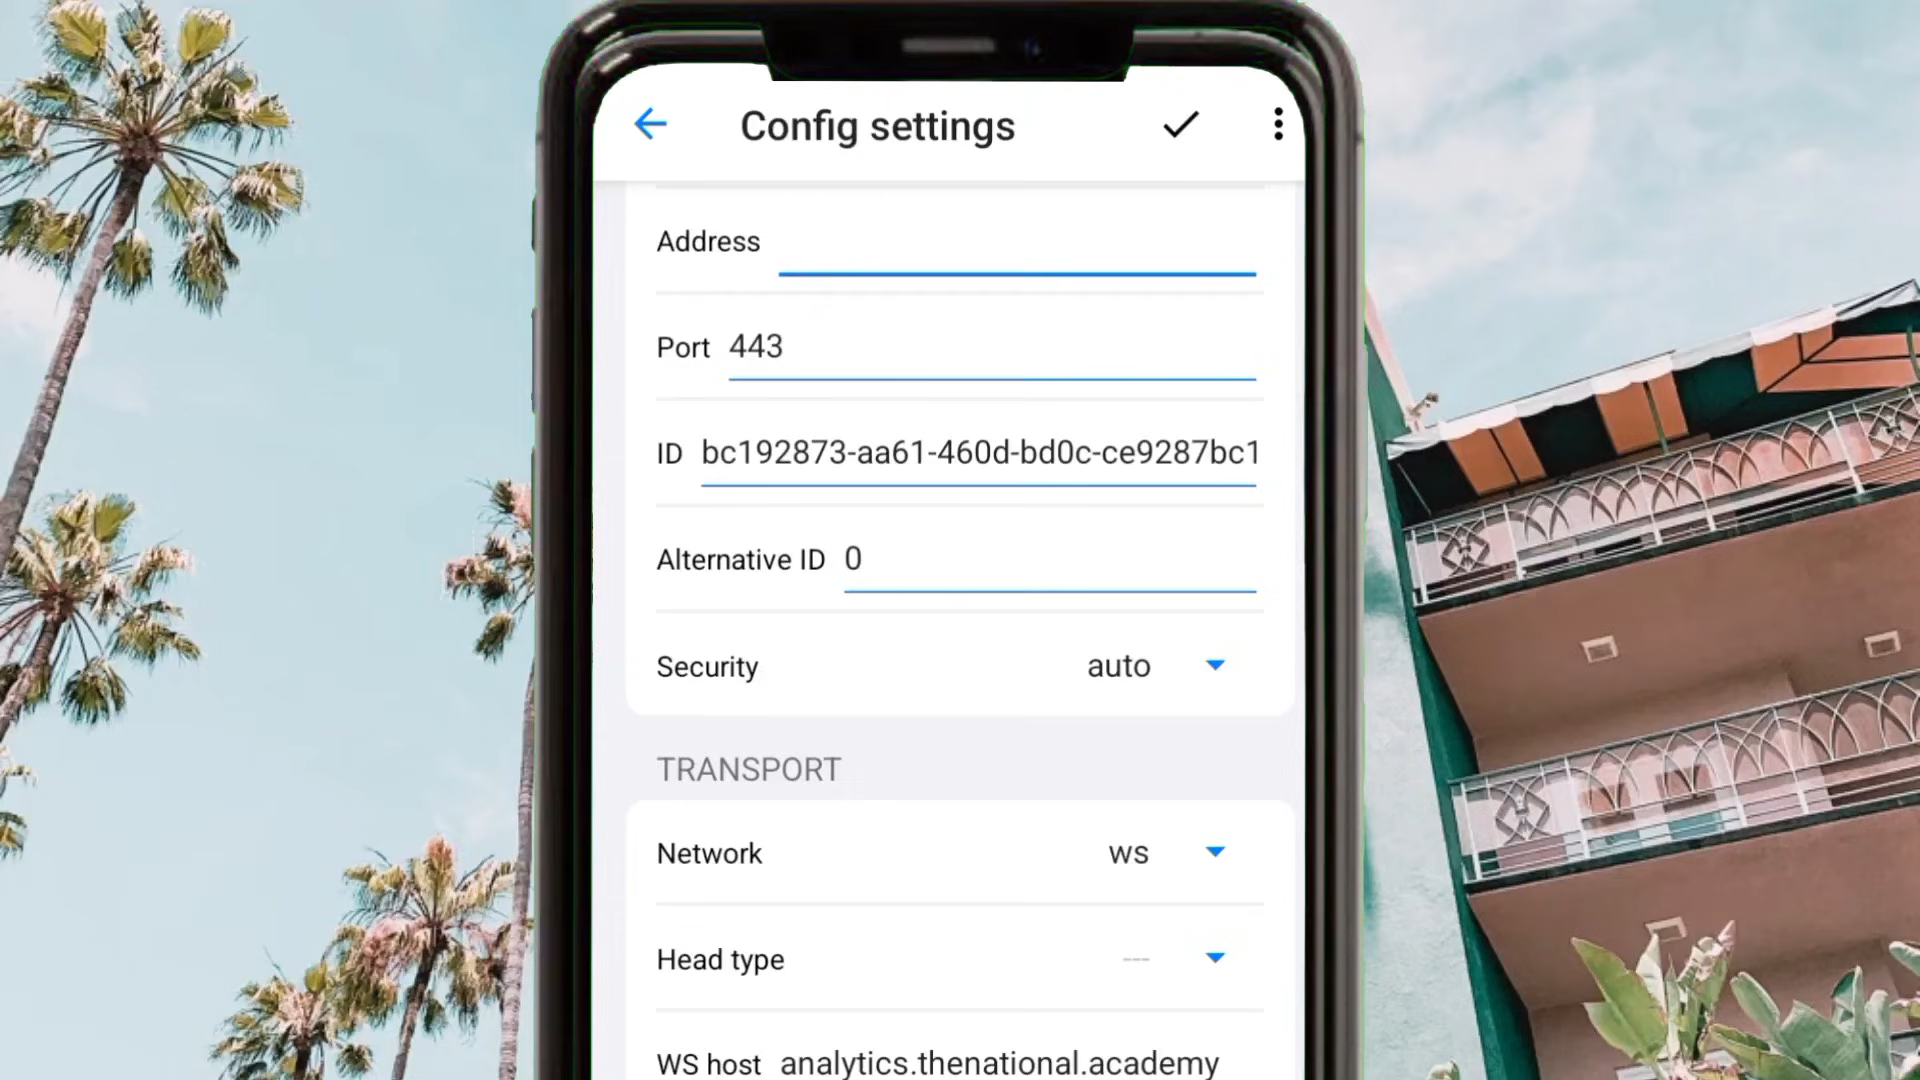 Config settings
Address
Port 443
ID bc192873-aa61-460d-bd0c-ce9287bc1
Alternative ID 0
Security auto
TRANSPORT
Network ws
Head type ---
WS host analytics.thenational.academy